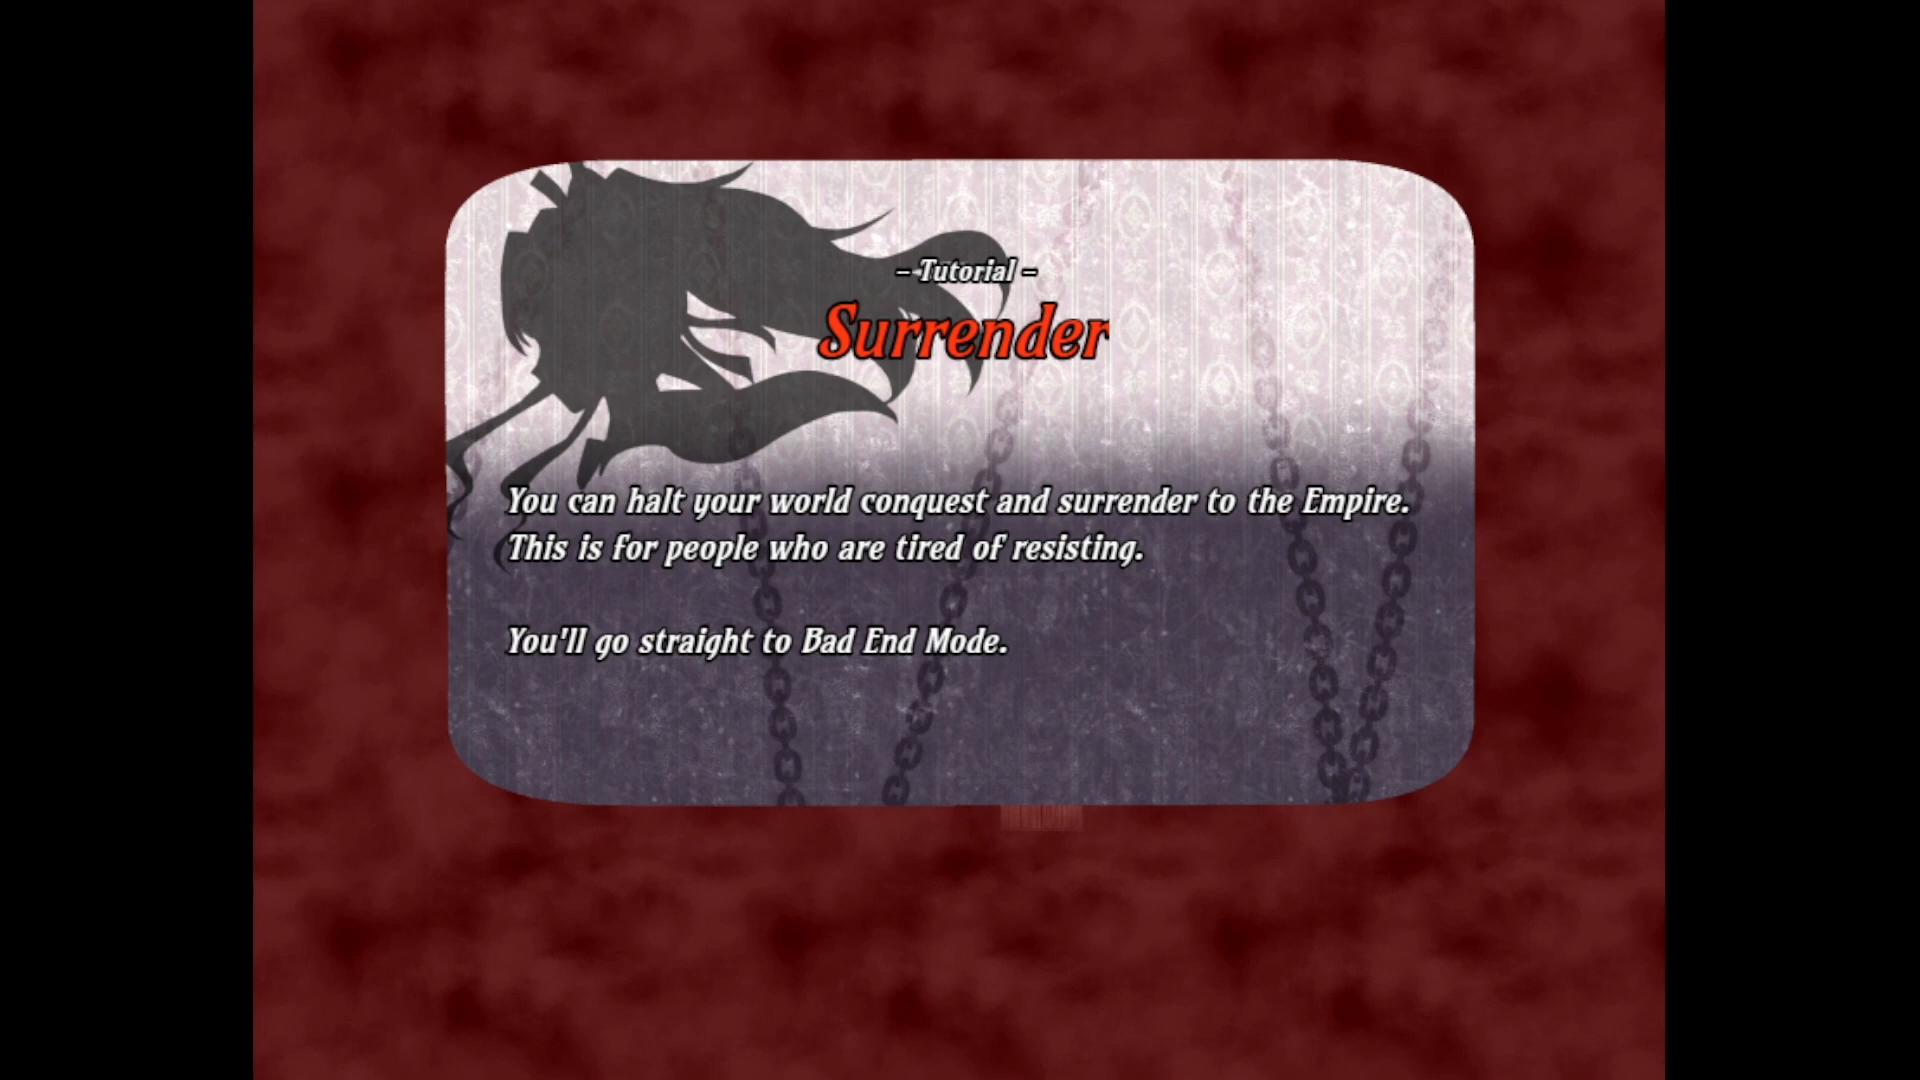 - Tutorial -
Surrender
You can halt your world conquest and surrender to the Empire.
This is for people who are tired of resisting.
You'll go straight to Bad End Mode.